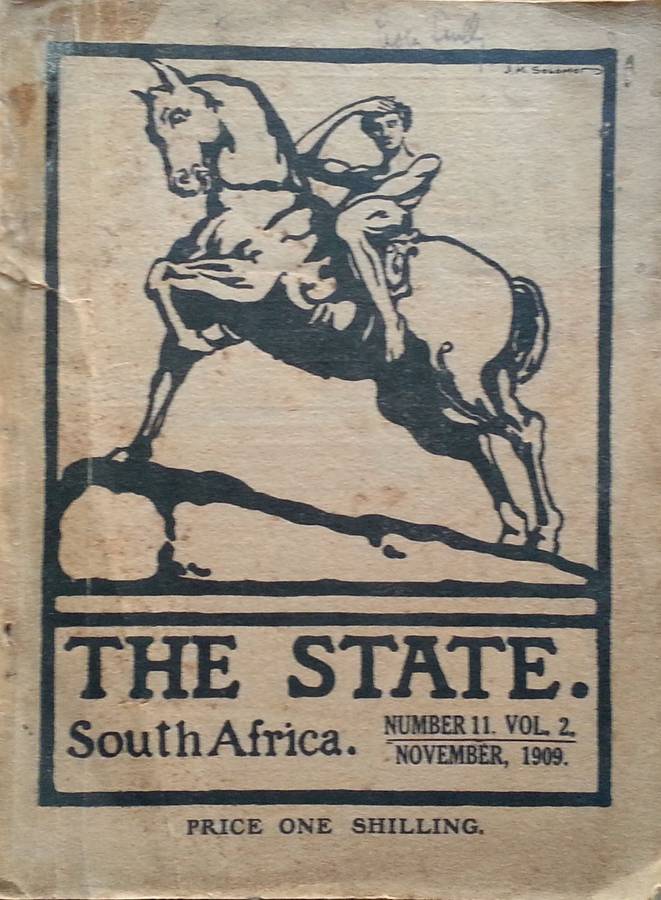 J. M. Solomon
THE STATE.
South Africa.
NUMBER 11. VOL. 2.
NOVEMBER, 1909.
PRICE ONE SHILLING.